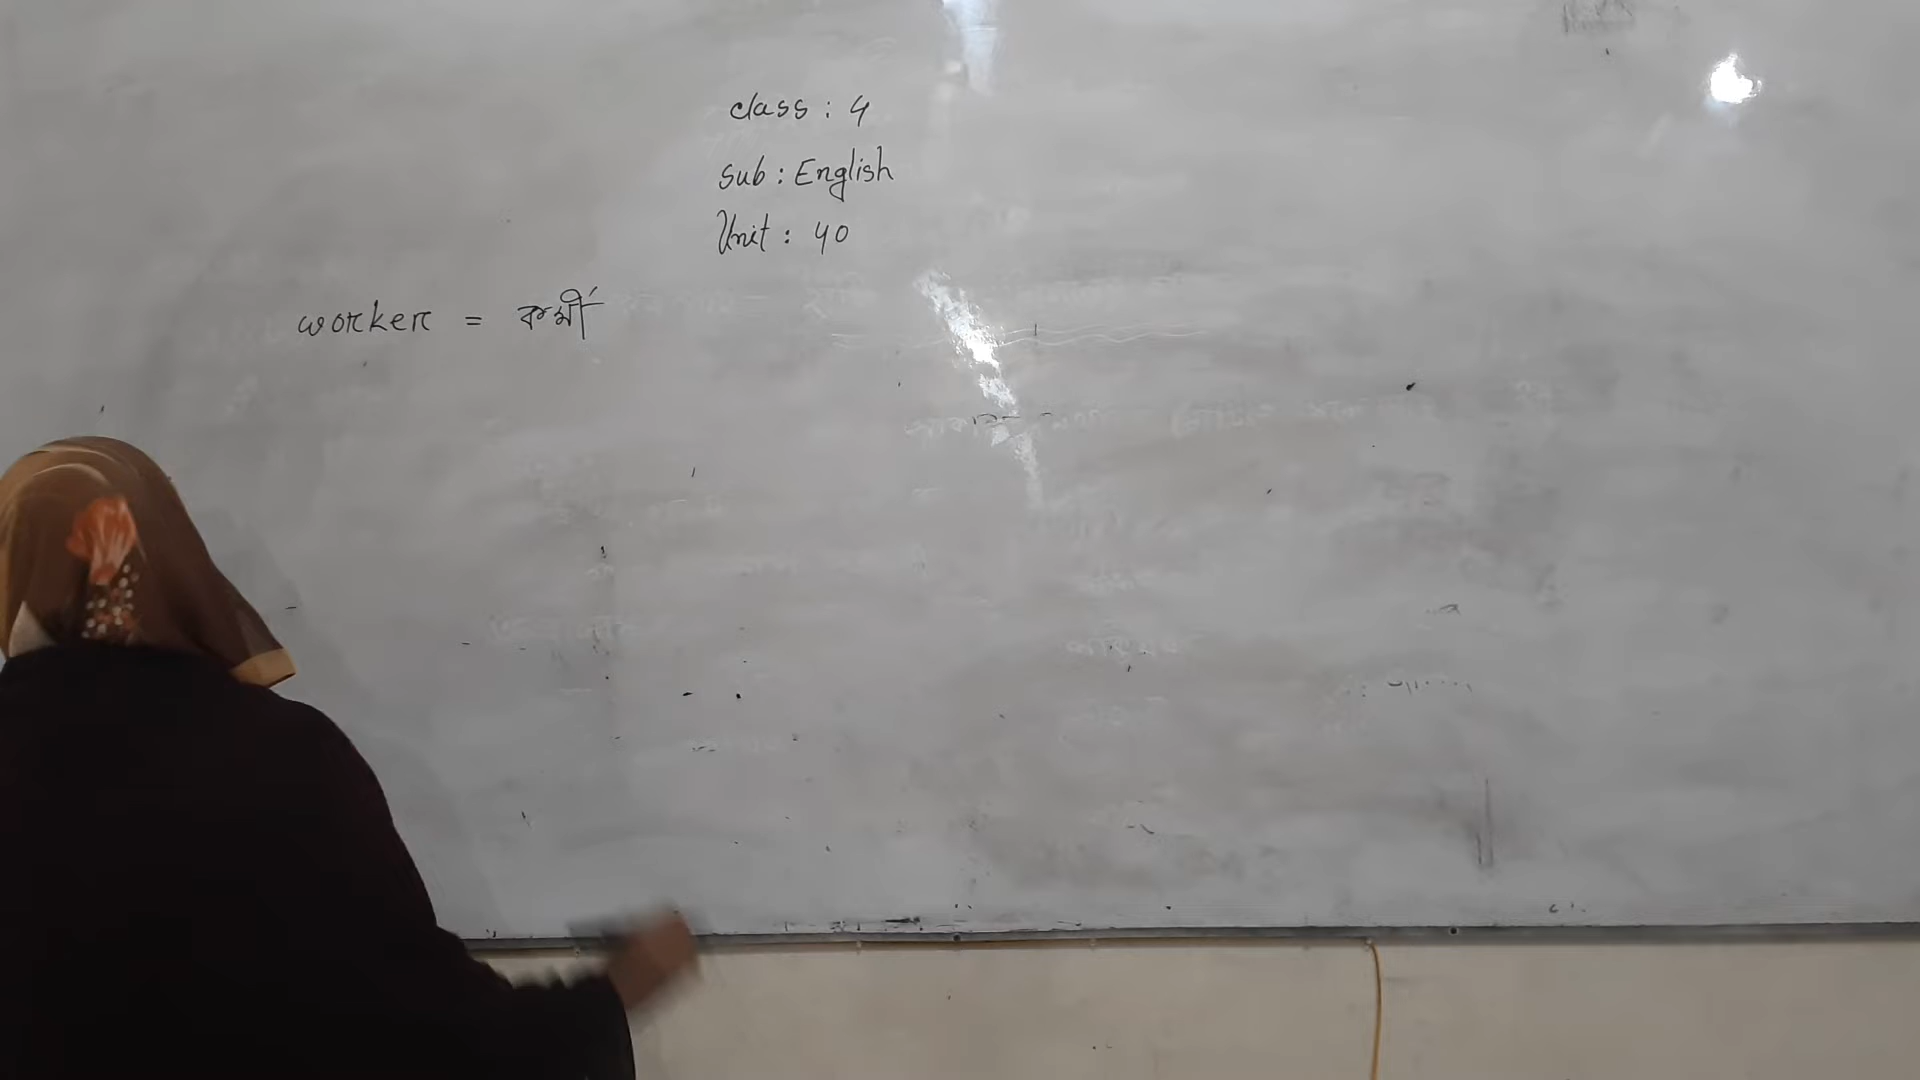 class : 4
sub : English
Unit : 40
worker = কর্মী